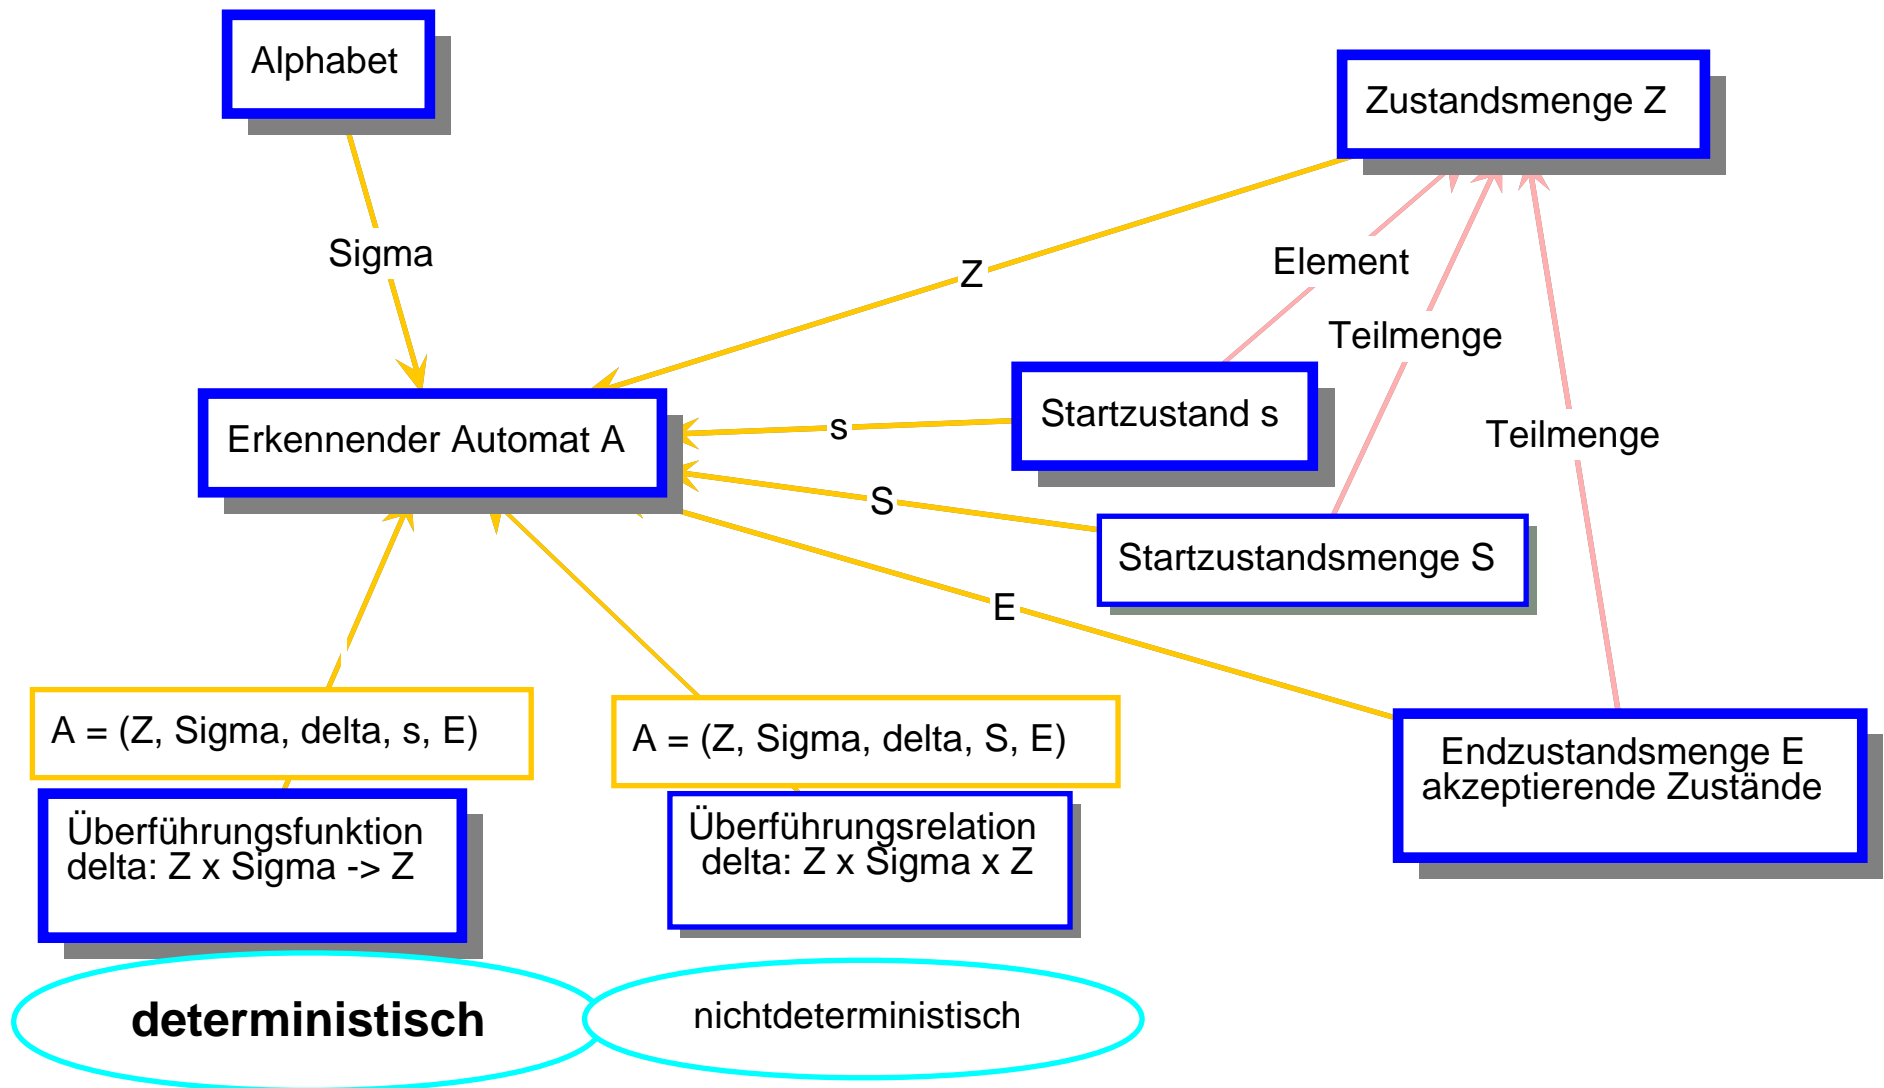 Alphabet
Zustandsmenge Z
Sigma
Z
Element
Teilmenge
Startzustand s
s
Erkennender Automat A
Teilmenge
S
Startzustandsmenge S
E
A = (Z, Sigma, delta, s, E)
A = (Z, Sigma, delta, S, E)
Endzustandsmenge E
akzeptierende Zustände
Überführungsfunktion
delta: Z x Sigma -> Z
Überführungsrelation
delta: Z x Sigma x Z
deterministisch
nichtdeterministisch